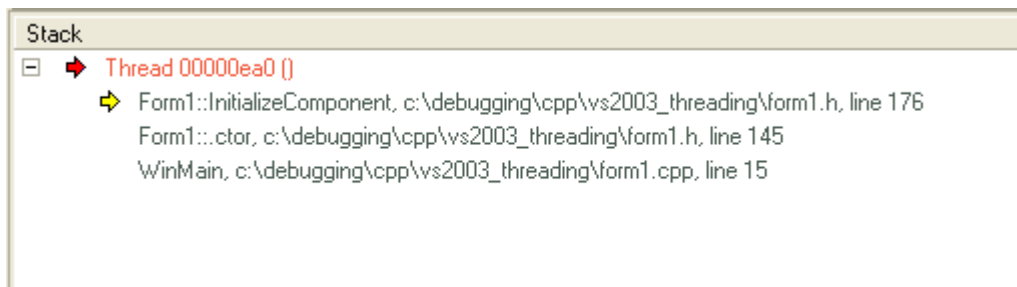 Stack
Thread 00000ea0 ()
Form1::InitializeComponent, c:\debugging\cpp\vs2003_threading\form1.h, line 176
Form1::.ctor, c:\debugging\cpp\vs2003_threading\form1.h, line 145
WinMain, c:\debugging\cpp\vs2003_threading\form1.cpp, line 15